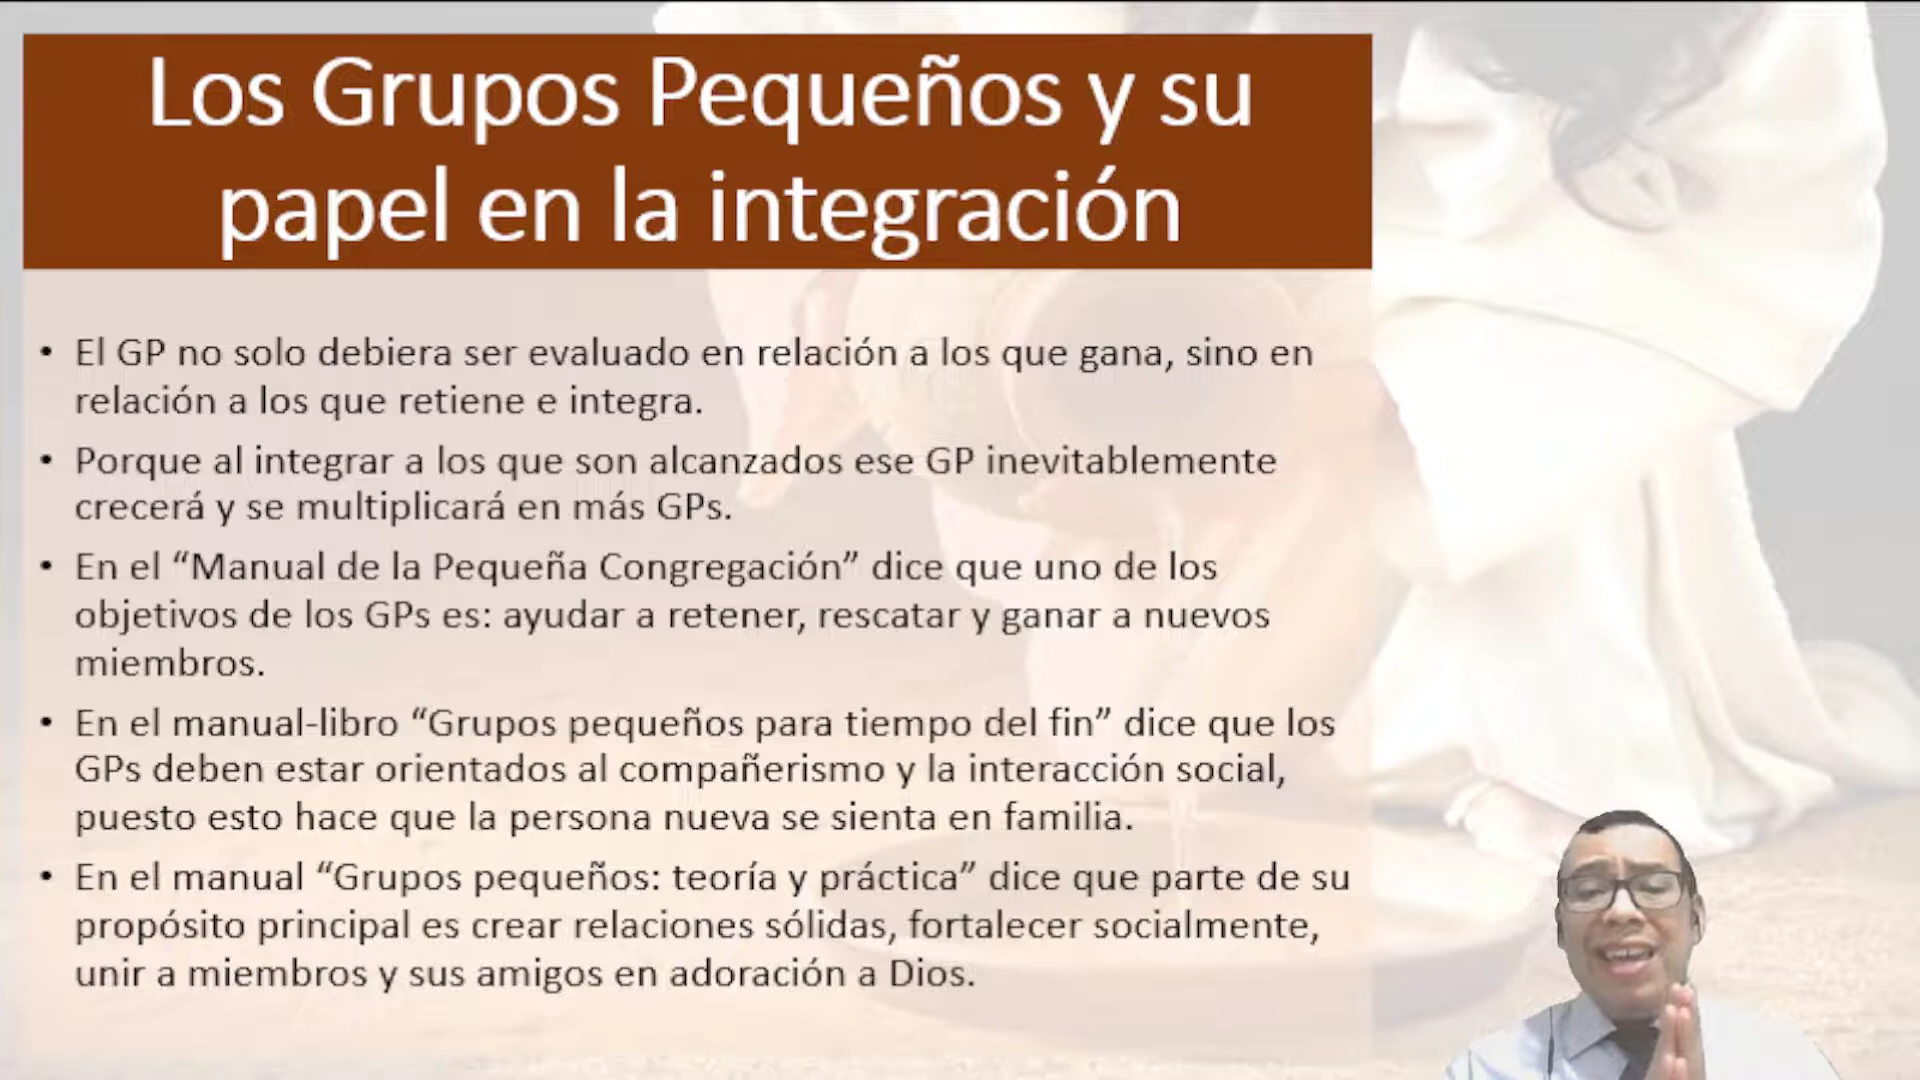 Los Grupos Pequeños y su
papel en la integración
• El GP no solo debiera ser evaluado en relación a los que gana, sino en
relación a los que retiene e integra.
• Porque al integrar a los que son alcanzados ese GP inevitablemente
crecerá y se multiplicará en más GPs.
• En el “Manual de la Pequeña Congregación” dice que uno de los
objetivos de los GPs es: ayudar a retener, rescatar y ganar a nuevos
miembros.
• En el manual-libro “Grupos pequeños para tiempo del fin” dice que los
GPs deben estar orientados al compañerismo y la interacción social,
puesto esto hace que la persona nueva se sienta en familia.
• En el manual “Grupos pequeños: teoría y práctica” dice que parte de su
propósito principal es crear relaciones sólidas, fortalecer socialmente,
unir a miembros y sus amigos en adoración a Dios.